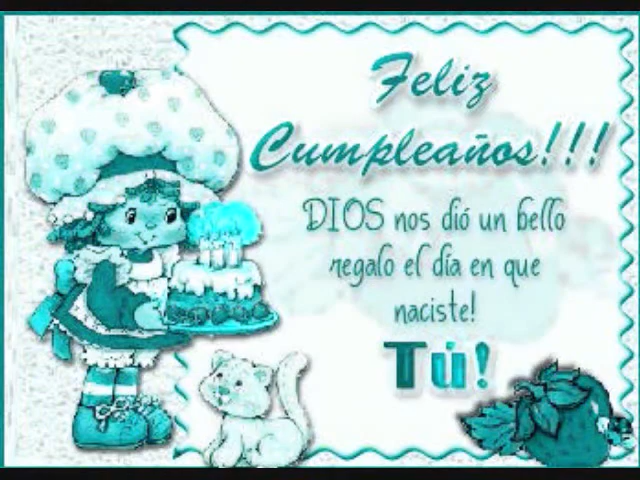 Feliz
Cumpleaños!!!
DIOS nos dió un bello
regalo el día en que
naciste!
Tú!